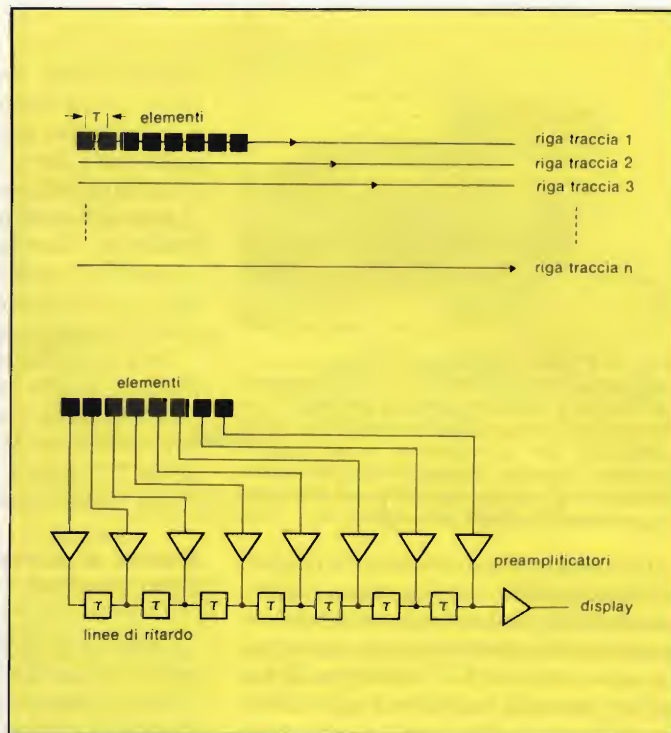 τ elementi
riga traccia 1
riga traccia 2
riga traccia 3
riga traccia n
elementi
preamplificatori
τ τ τ τ τ τ τ
display
linee di ritardo